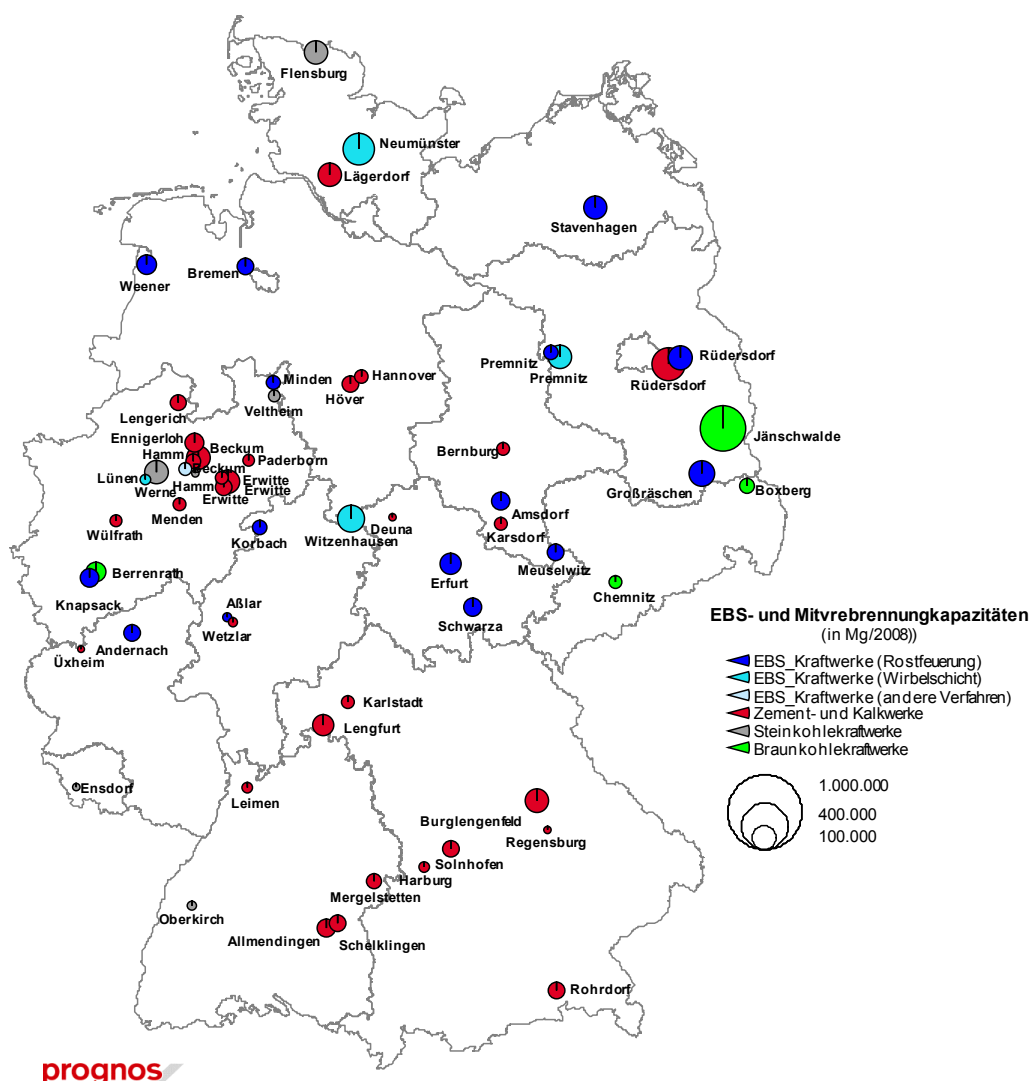 Flensburg
Neumünster
Lägerdorf
Stavenhagen
Weener
Bremen
Premnitz
Premnitz
Rüdersdorf
Rüdersdorf
Minden
Hannover
Höver
Veltheim
Lengerich
Jänschwalde
Ennigerloh
Beckum
Hamm
Paderborn
Bernburg
Beckum
Lünen
Hamm
Erwitte
Erwitte
Erwitte
Werne
Großräschen
Boxberg
Menden
Amsdorf
Deuna
Wülfrath
Korbach
Witzenhausen
Karsdorf
Meuselwitz
Berrenrath
Erfurt
Chemnitz
Knapsack
Aßlar
Schwarza
Wetzlar
Andernach
Üxheim
EBS- und Mitvrebrennungkapazitäten
(in Mg/2008))
EBS_Kraftwerke (Rostfeuerung)
EBS_Kraftwerke (Wirbelschicht)
EBS_Kraftwerke (andere Verfahren)
Zement- und Kalkwerke
Steinkohlekraftwerke
Braunkohlekraftwerke
1.000.000
400.000
100.000
Karlstadt
Lengfurt
Ensdorf
Leimen
Burglengenfeld
Regensburg
Solnhofen
Harburg
Mergelstetten
Oberkirch
Allmendingen
Schelklingen
Rohrdorf
prognos